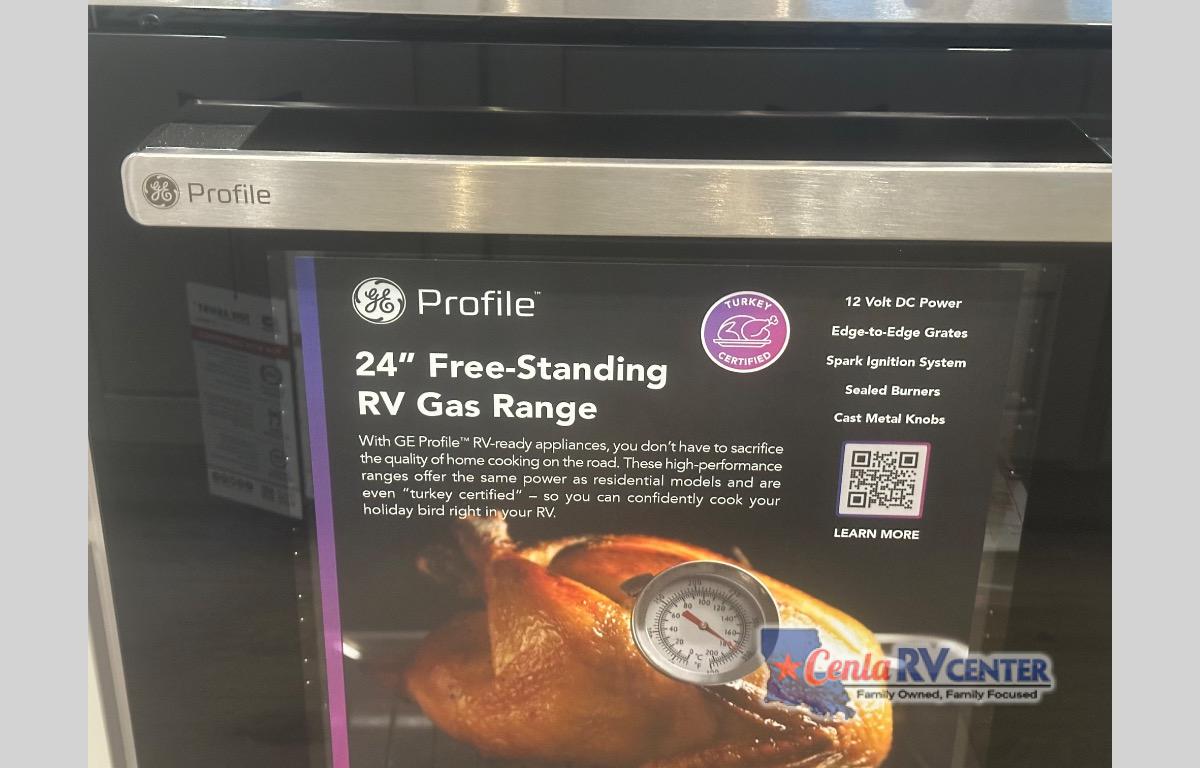 GE Profile
GE Profile™
24” Free-Standing
RV Gas Range
With GE Profile™ RV-ready appliances, you don’t have to sacrifice
the quality of home cooking on the road. These high-performance
ranges offer the same power as residential models and are
even “turkey certified” – so you can confidently cook your
holiday bird right in your RV.
TURKEY
CERTIFIED
12 Volt DC Power
Edge-to-Edge Grates
Spark Ignition System
Sealed Burners
Cast Metal Knobs
LEARN MORE
Cenla RV CENTER
Family Owned, Family Focused